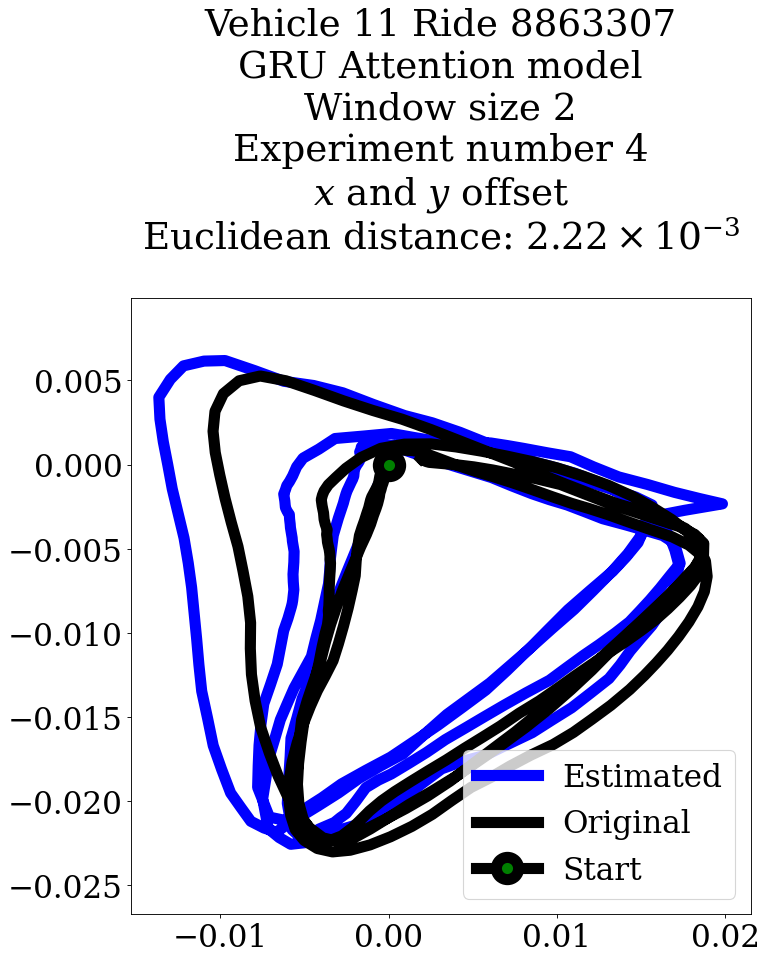 Vehicle 11 Ride 8863307
GRU Attention model
Window size 2
Experiment number 4
x and y offset
Euclidean distance: 2.22 × 10⁻³
0.005
0.000
−0.005
−0.010
−0.015
−0.020
−0.025
Estimated
Original
Start
−0.01 0.00 0.01 0.02